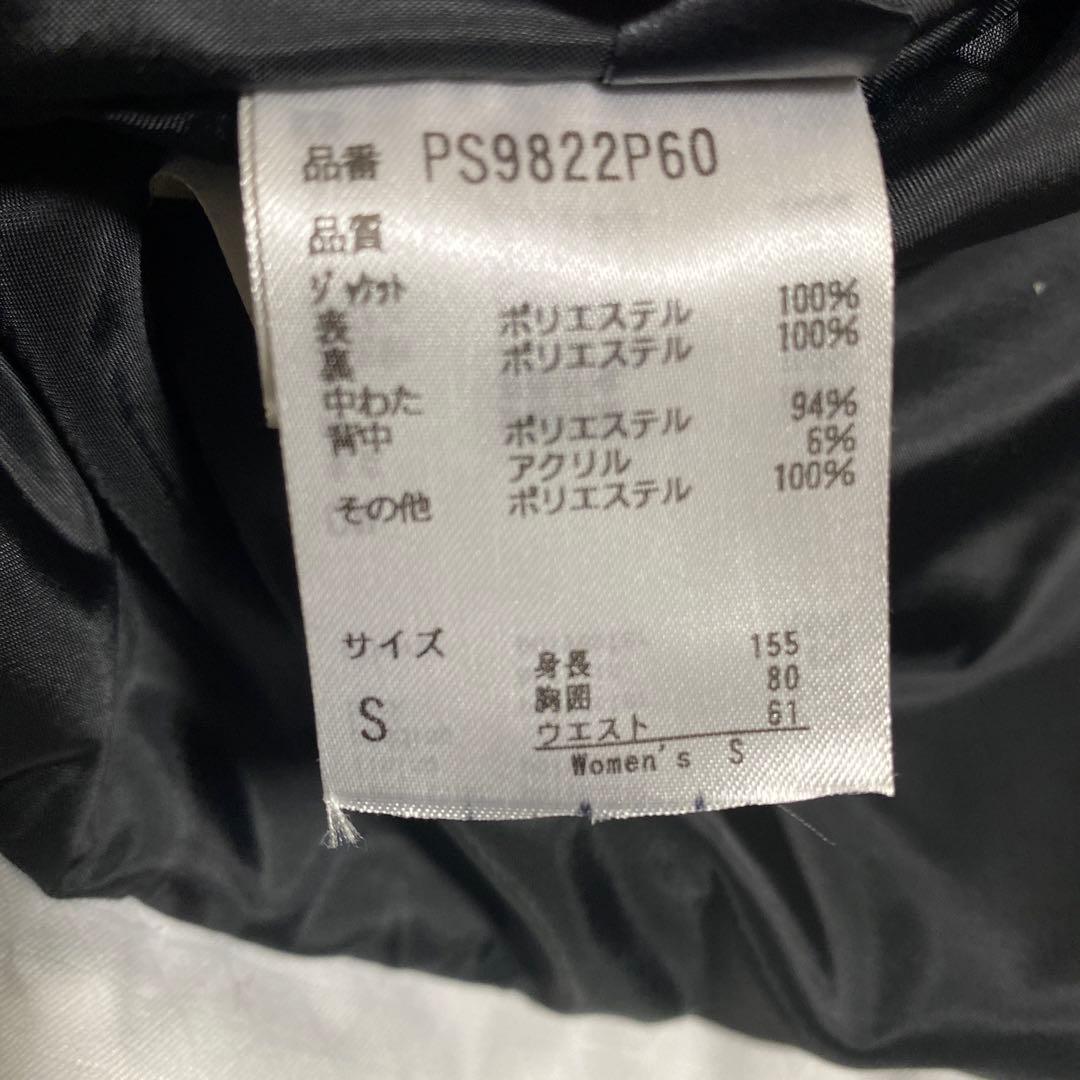 品番 PS9822P60
品質
ジャケット
表 ポリエステル 100%
裏 ポリエステル 100%
中わた
背中 ポリエステル 94%
アクリル 6%
その他 ポリエステル 100%
サイズ 身長 155
S 胸囲 80
ウエスト 61
Women's S